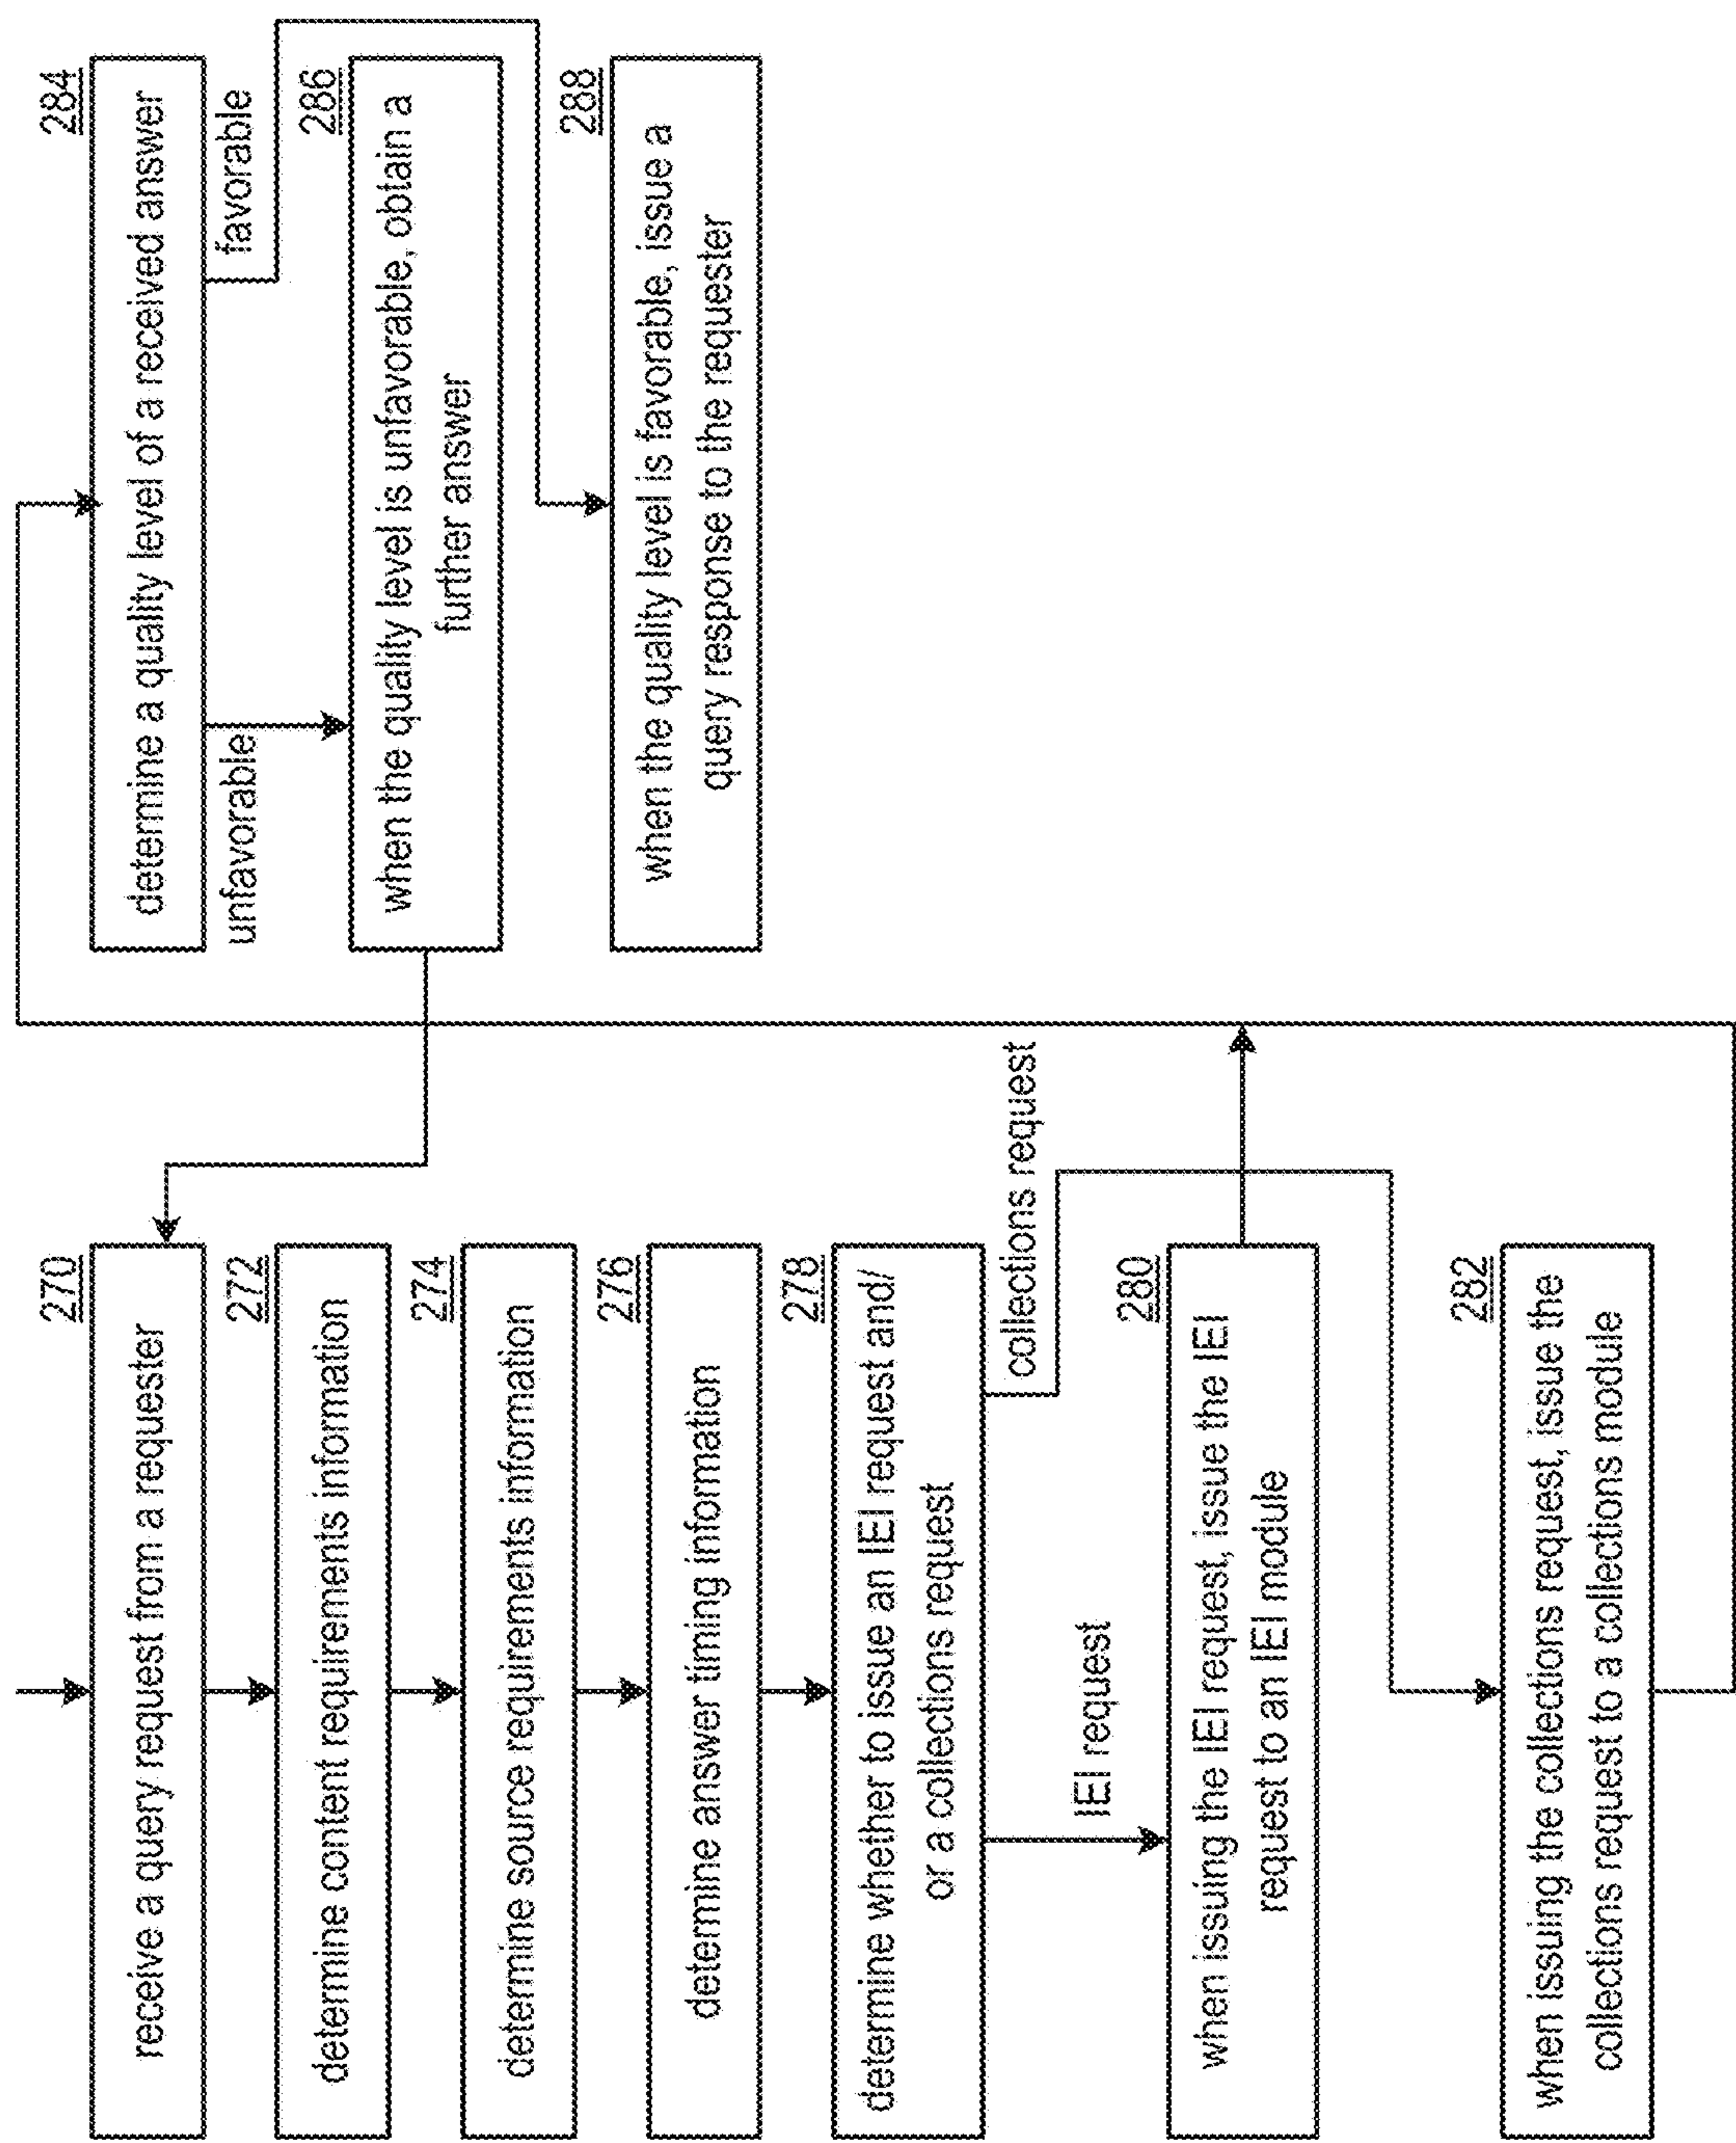 270
receive a query request from a requester
272
determine content requirements information
274
determine source requirements information
276
determine answer timing information
278
determine whether to issue an IEI request and/
or a collections request
IEI request
collections request
280
when issuing the IEI request, issue the IEI
request to an IEI module
282
when issuing the collections request, issue the
collections request to a collections module
284
determine a quality level of a received answer
unfavorable
favorable
286
when the quality level is unfavorable, obtain a
further answer
288
when the quality level is favorable, issue a
query response to the requester